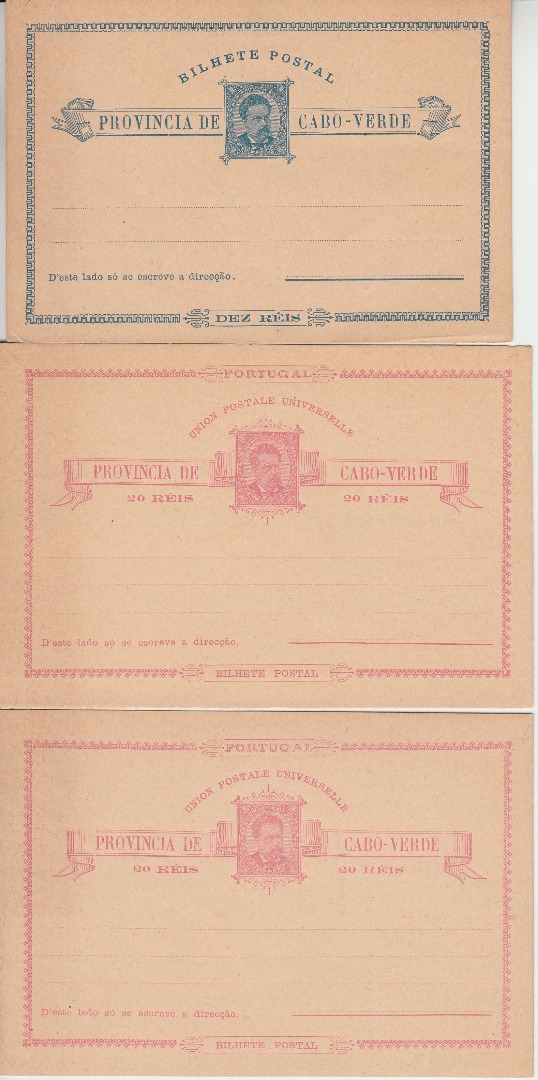 BILHETE POSTAL
PROVINCIA DE CABO-VERDE
D'este lado só se escreve a direcção.
DEZ RÉIS
PORTUGAL
UNION POSTALE UNIVERSELLE
PROVINCIA DE CABO-VERDE
20 RÉIS 20 RÉIS
D'este lado só se escreve a direcção.
BILHETE POSTAL
PORTUGAL
UNION POSTALE UNIVERSELLE
PROVINCIA DE CABO-VERDE
20 RÉIS 20 RÉIS
D'este lado só se escreve a direcção.
BILHETE POSTAL